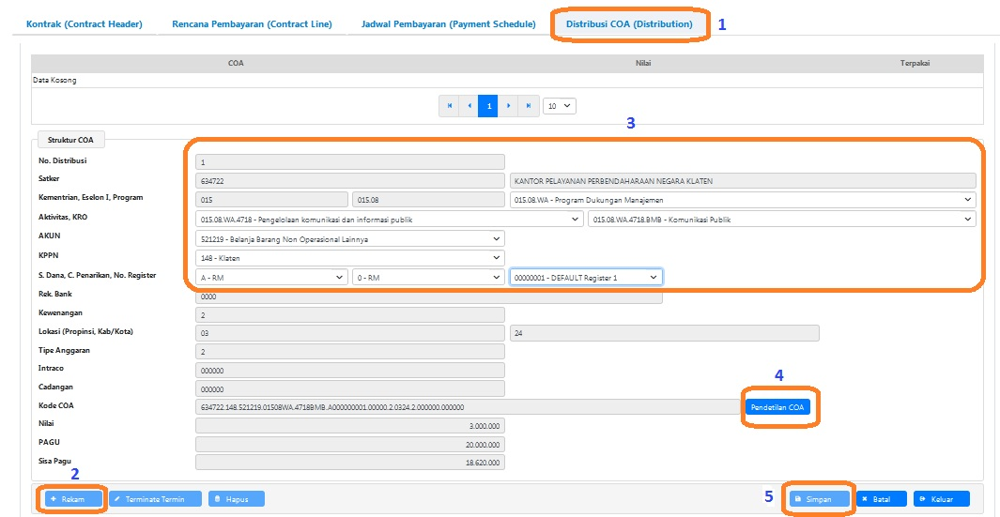 Kontrak (Contract Header) Rencana Pembayaran (Contract Line) Jadwal Pembayaran (Payment Schedule) Distribusi COA (Distribution) 1
COA Nilai Terpakai
Data Kosong
1 10
3
Struktur COA
No. Distribusi 1
Satker 634722 KANTOR PELAYANAN PERBENDAHARAAN NEGARA KLATEN
Kementrian, Eselon I, Program 015 015.08 015.08.WA - Program Dukungan Manajemen
Aktivitas, KRO 015.08.WA.4718 - Pengelolaan komunikasi dan informasi publik 015.08.WA.4718.BMB - Komunikasi Publik
AKUN 521219 - Belanja Barang Non Operasional Lainnya
KPPN 148 - Klaten
S. Dana, C. Penarikan, No. Register A - RM 0 - RM 00000001 - DEFAULT Register 1
Rek. Bank 0000
Kewenangan 2
Lokasi (Propinsi, Kab/Kota) 03 24
Tipe Anggaran 2
Intraco 000000
Cadangan 000000
4
Kode COA 634722.148.521219.01508WA.4718BMB.A000000001.00000.2.0324.2.000000.000000 Pendetilan COA
Nilai 3.000.000
PAGU 20.000.000
Sisa Pagu 18.620.000
2
Rekam Terminate Termin Hapus 5 Simpan Batal Keluar